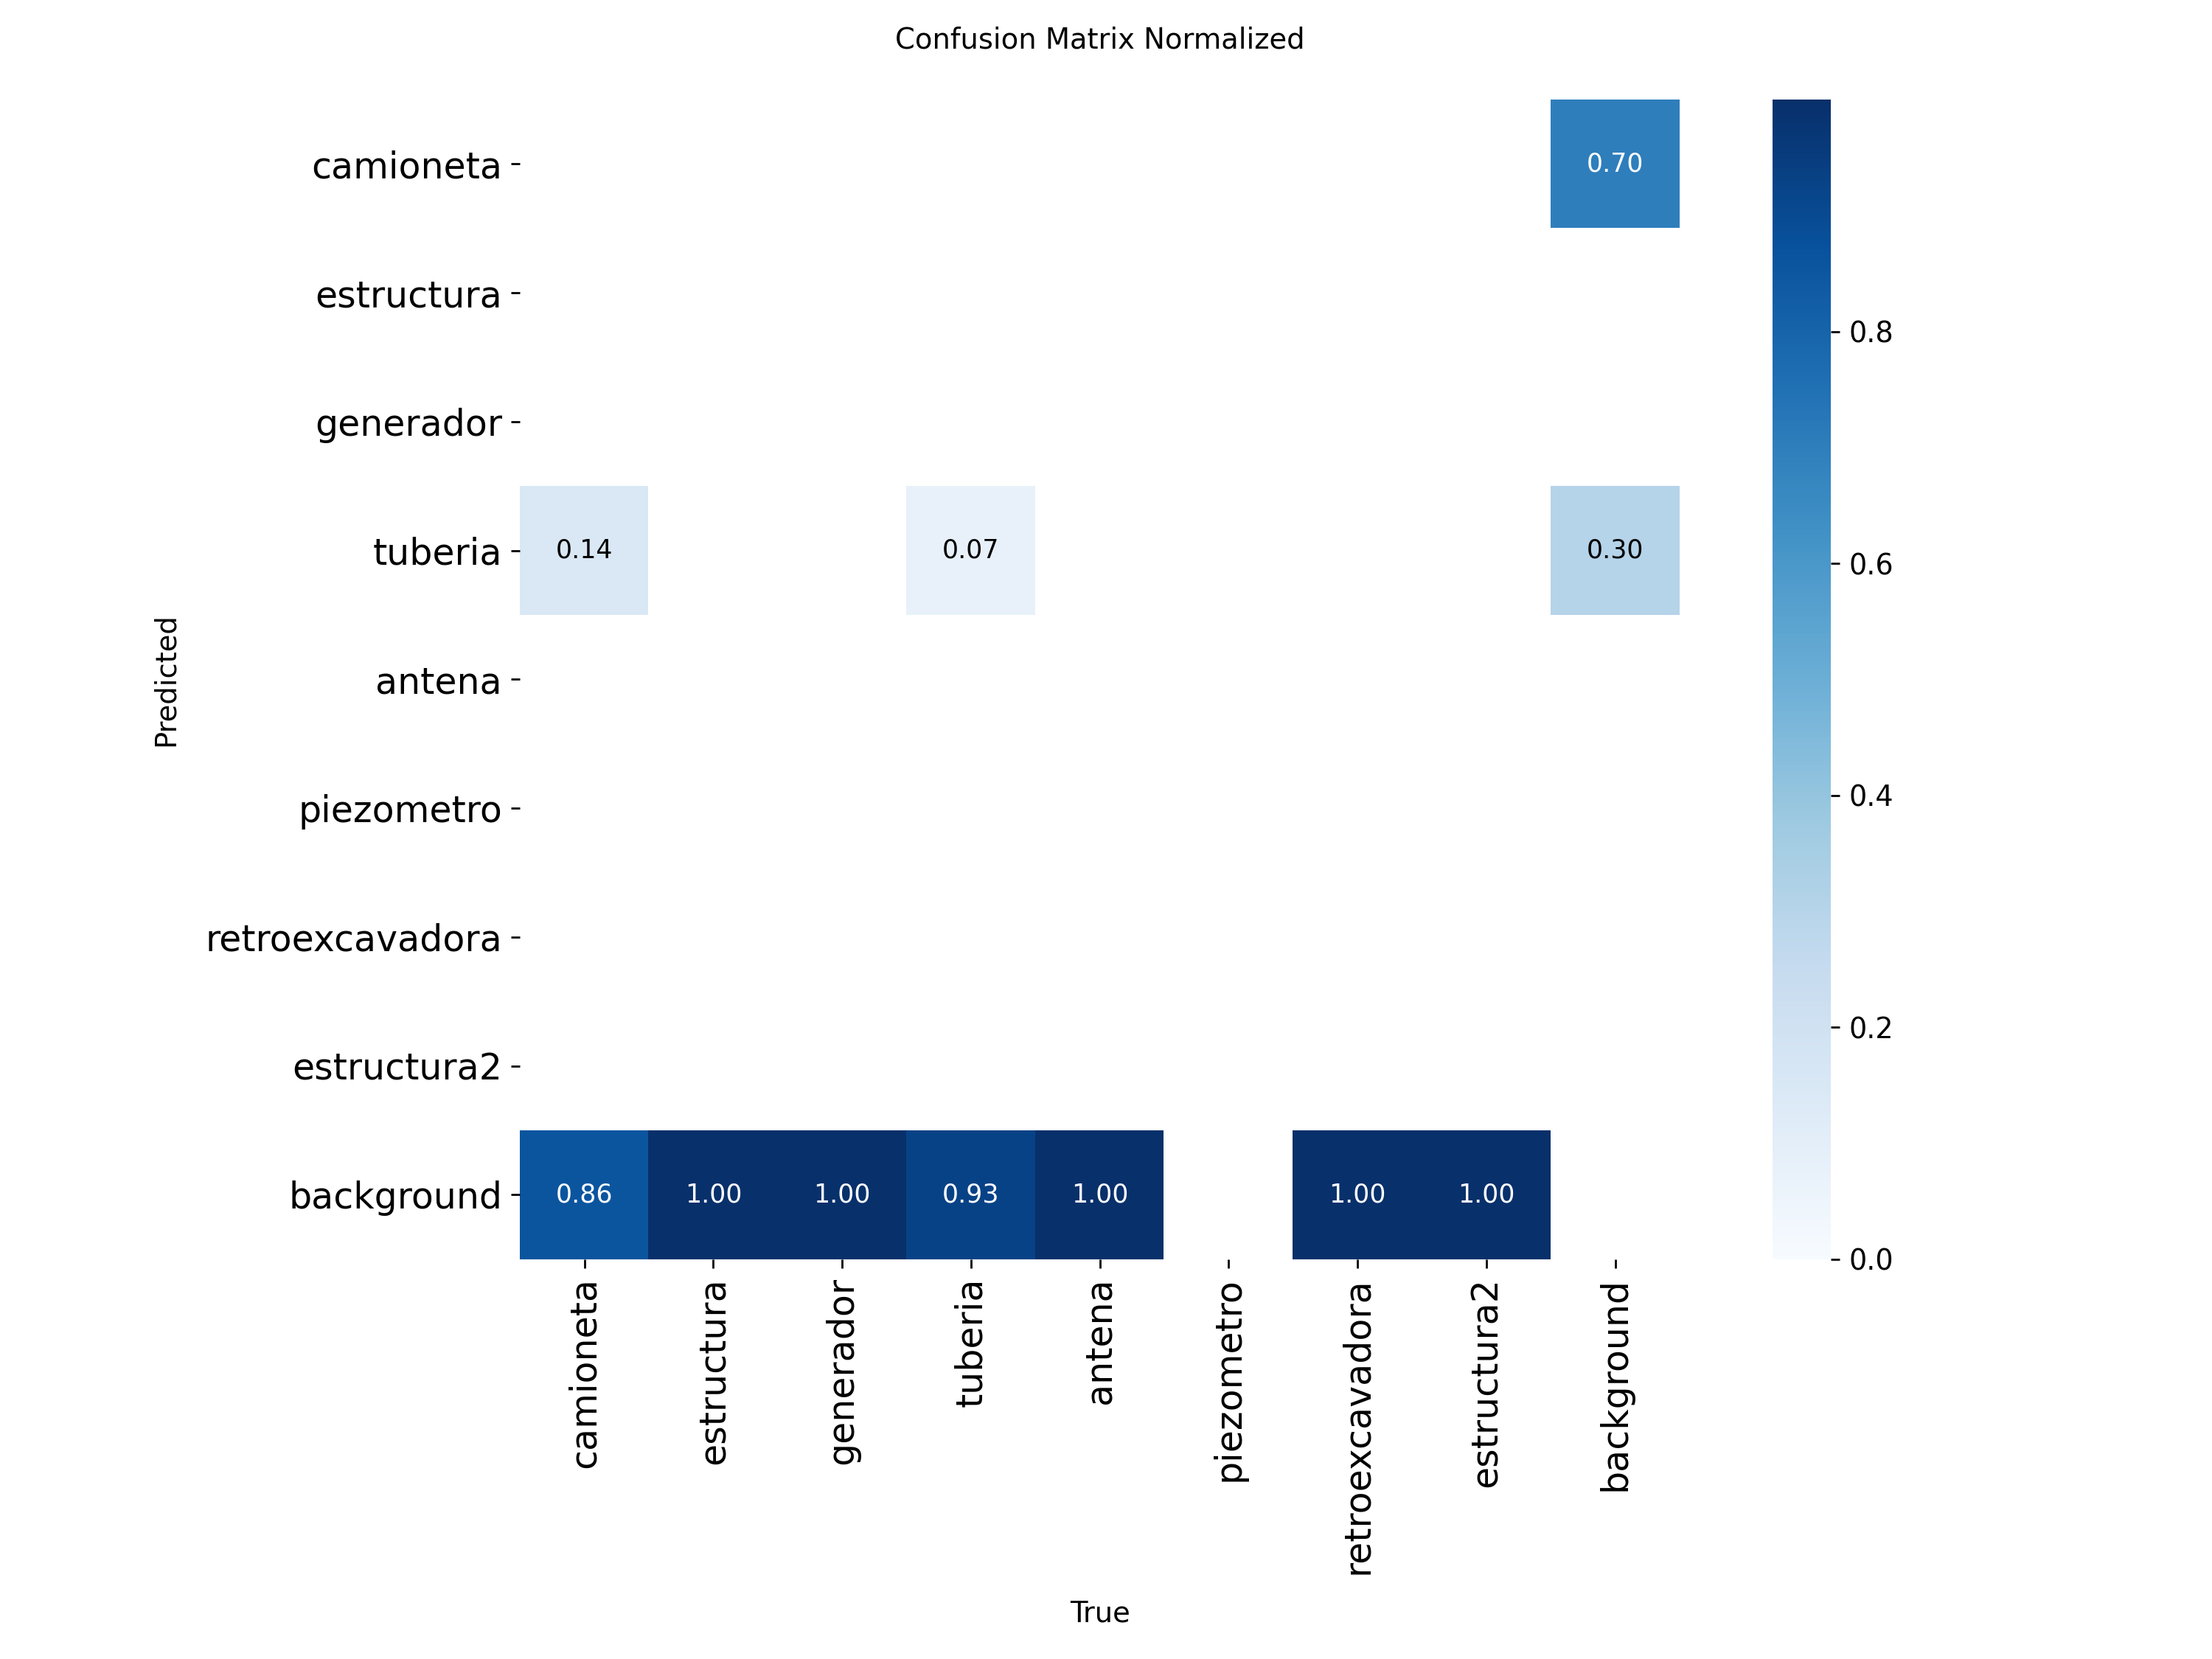 Confusion Matrix Normalized
camioneta
0.70
estructura
0.8
generador
tuberia
0.14
0.07
0.30
0.6
Predicted
antena
piezometro
0.4
retroexcavadora
estructura2
0.2
background
0.86
1.00
1.00
0.93
1.00
1.00
1.00
0.0
camioneta
estructura
generador
tuberia
antena
piezometro
retroexcavadora
estructura2
background
True